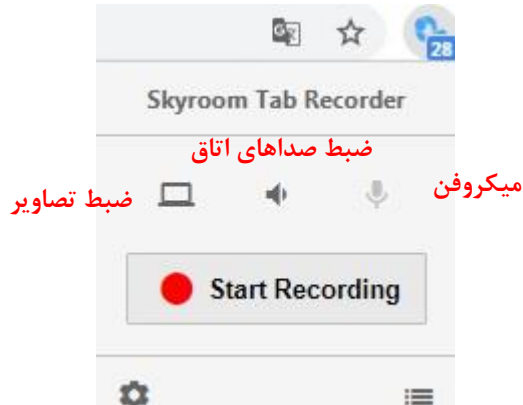 28
Skyroom Tab Recorder
ضبط صداهای اتاق
میکروفن
ضبط تصاویر
Start Recording